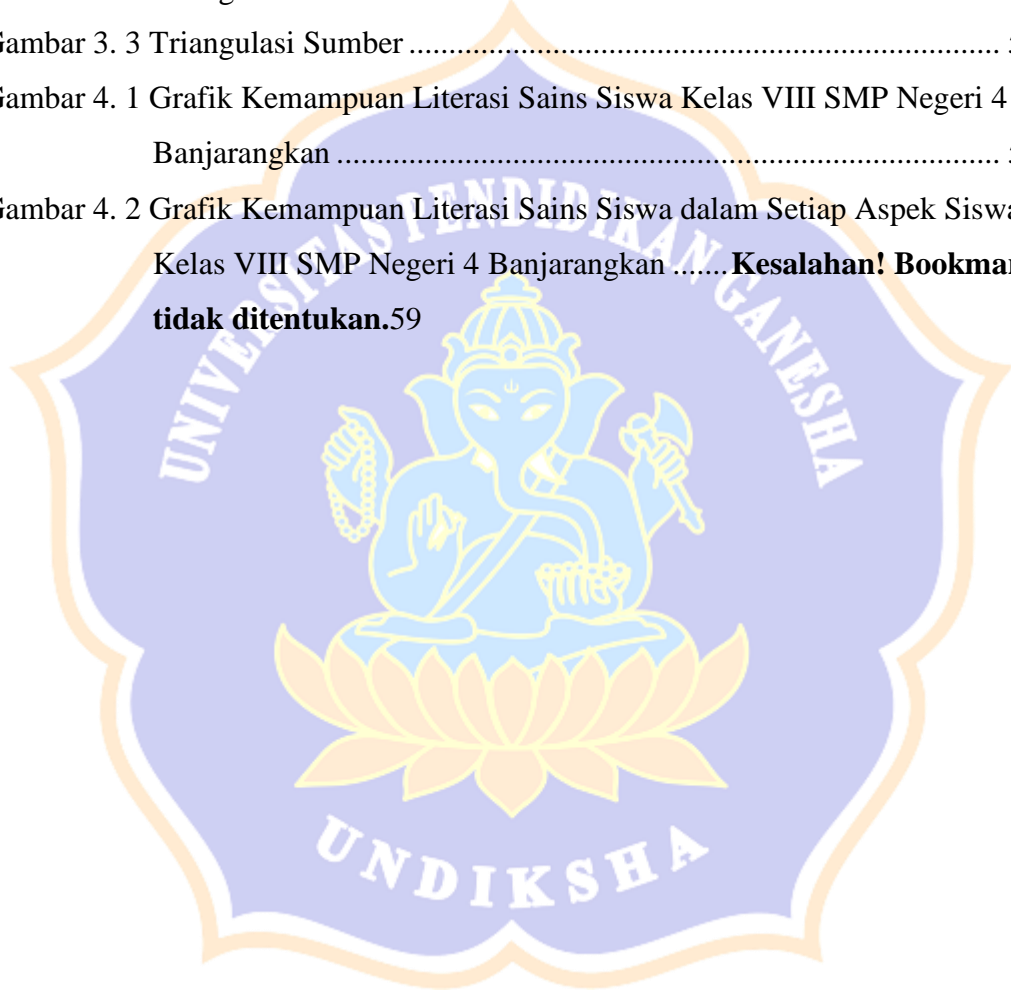 Gambar 3. 3 Triangulasi Sumber ....................................................................
Gambar 4. 1 Grafik Kemampuan Literasi Sains Siswa Kelas VIII SMP Negeri 4
Banjarangkan ............................................................................
Gambar 4. 2 Grafik Kemampuan Literasi Sains Siswa dalam Setiap Aspek Siswa
Kelas VIII SMP Negeri 4 Banjarangkan ....... Kesalahan! Bookmark
tidak ditentukan.59
UNIVERSITAS PENDIDIKAN GANESHA
UNDIKSHA